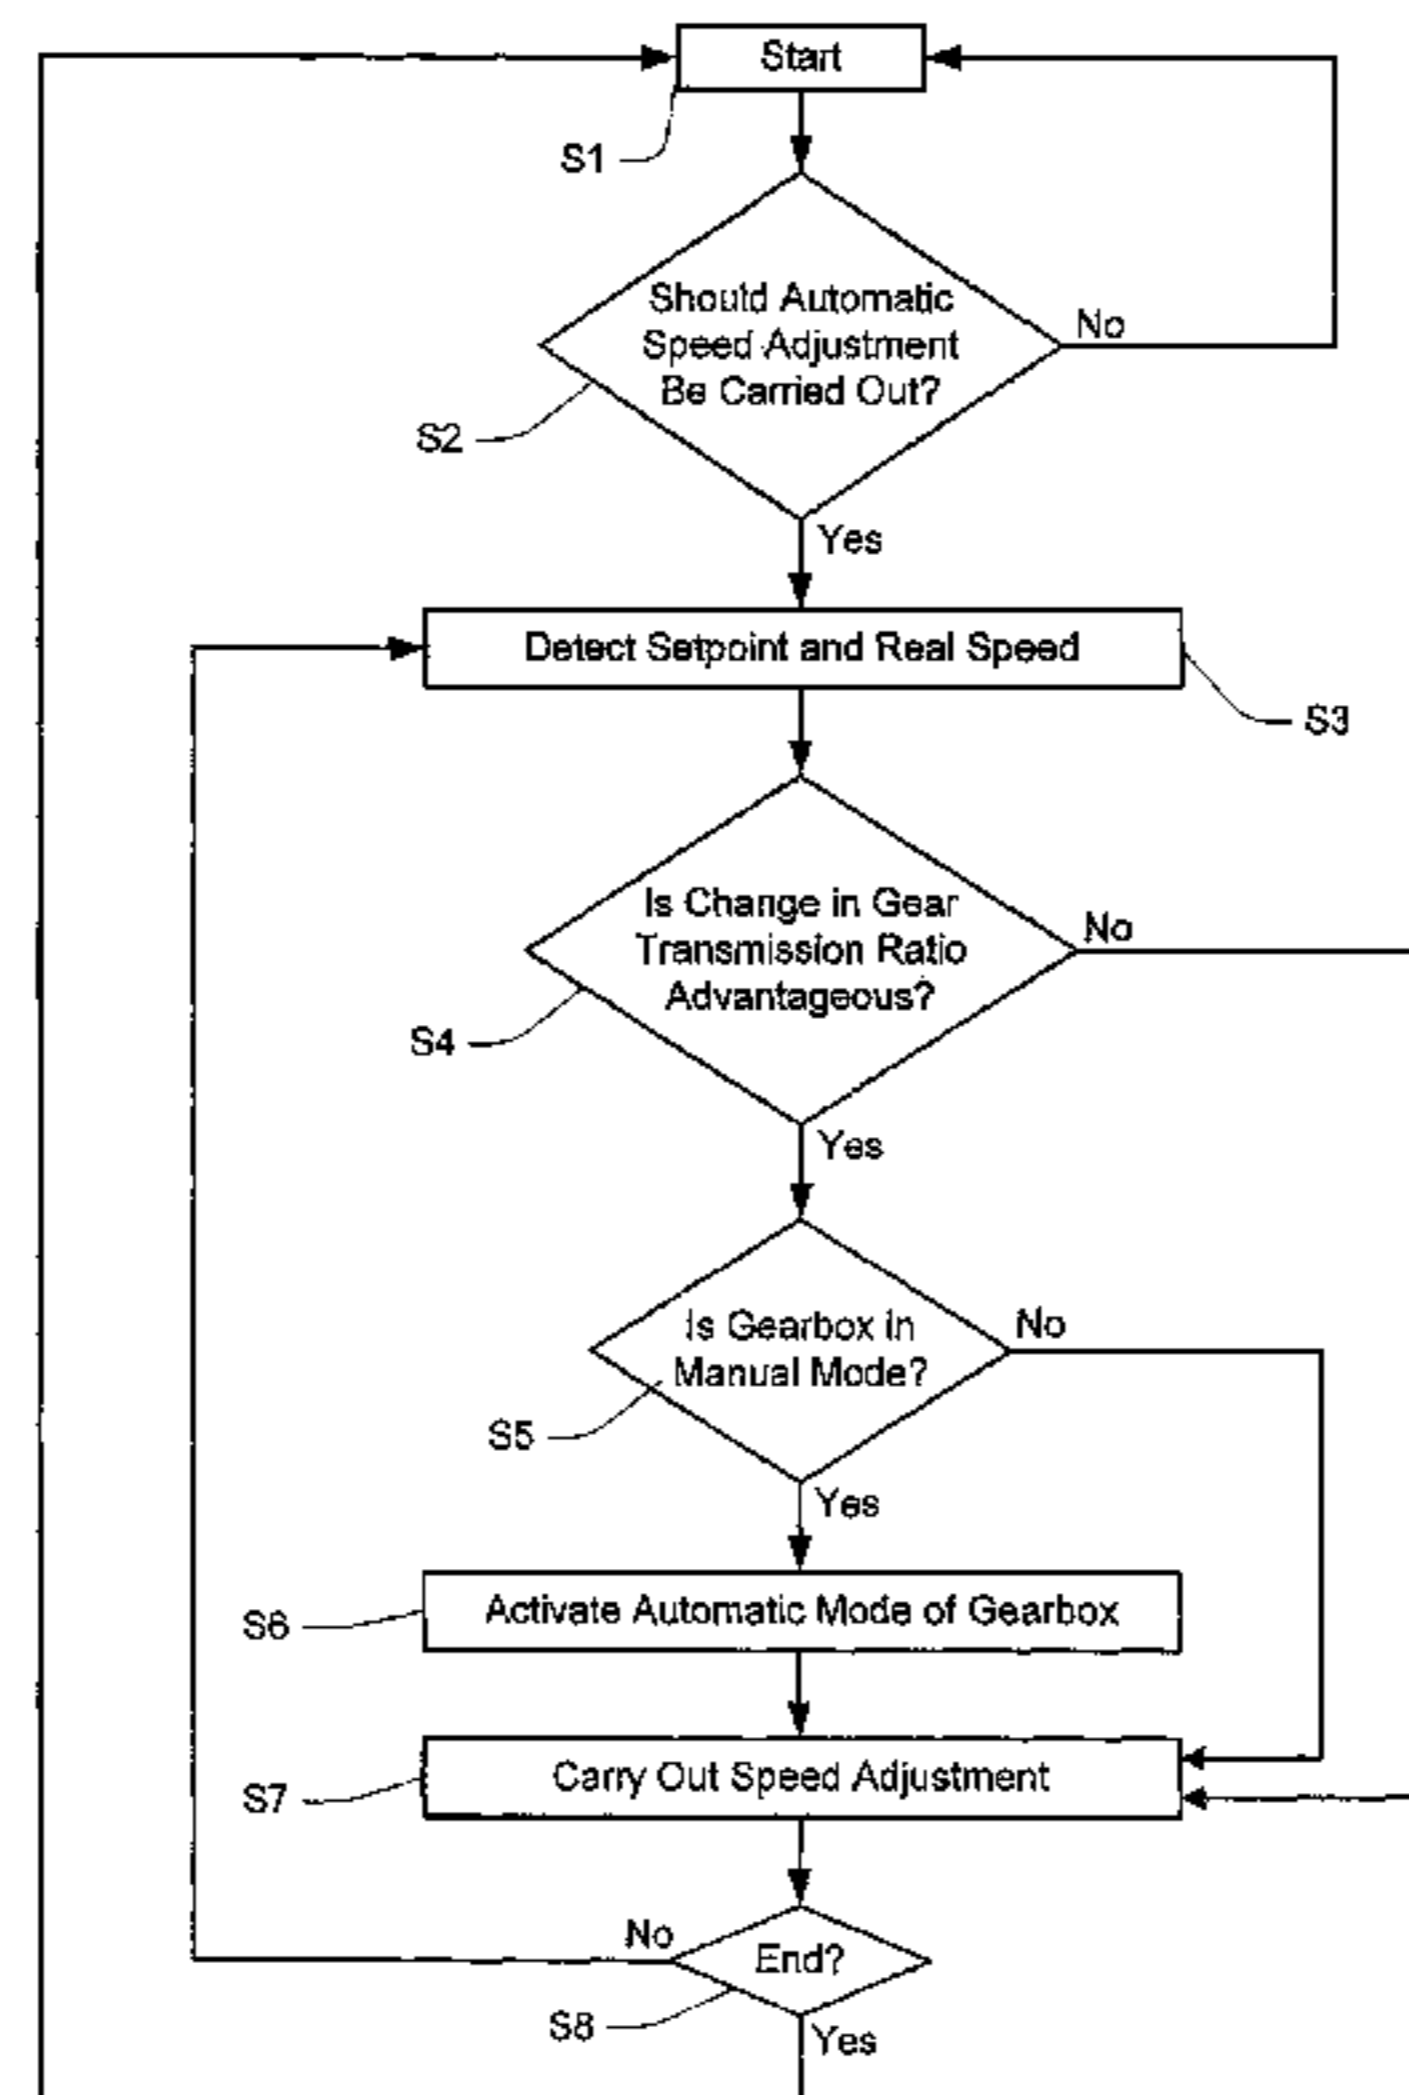 Start
S1
Should Automatic
Speed Adjustment
Be Carried Out?
No
S2
Yes
Detect Setpoint and Real Speed
S3
Is Change in Gear
Transmission Ratio
Advantageous?
No
S4
Yes
Is Gearbox in
Manual Mode?
No
S5
Yes
Activate Automatic Mode of Gearbox
S6
Carry Out Speed Adjustment
S7
No
End?
S8
Yes